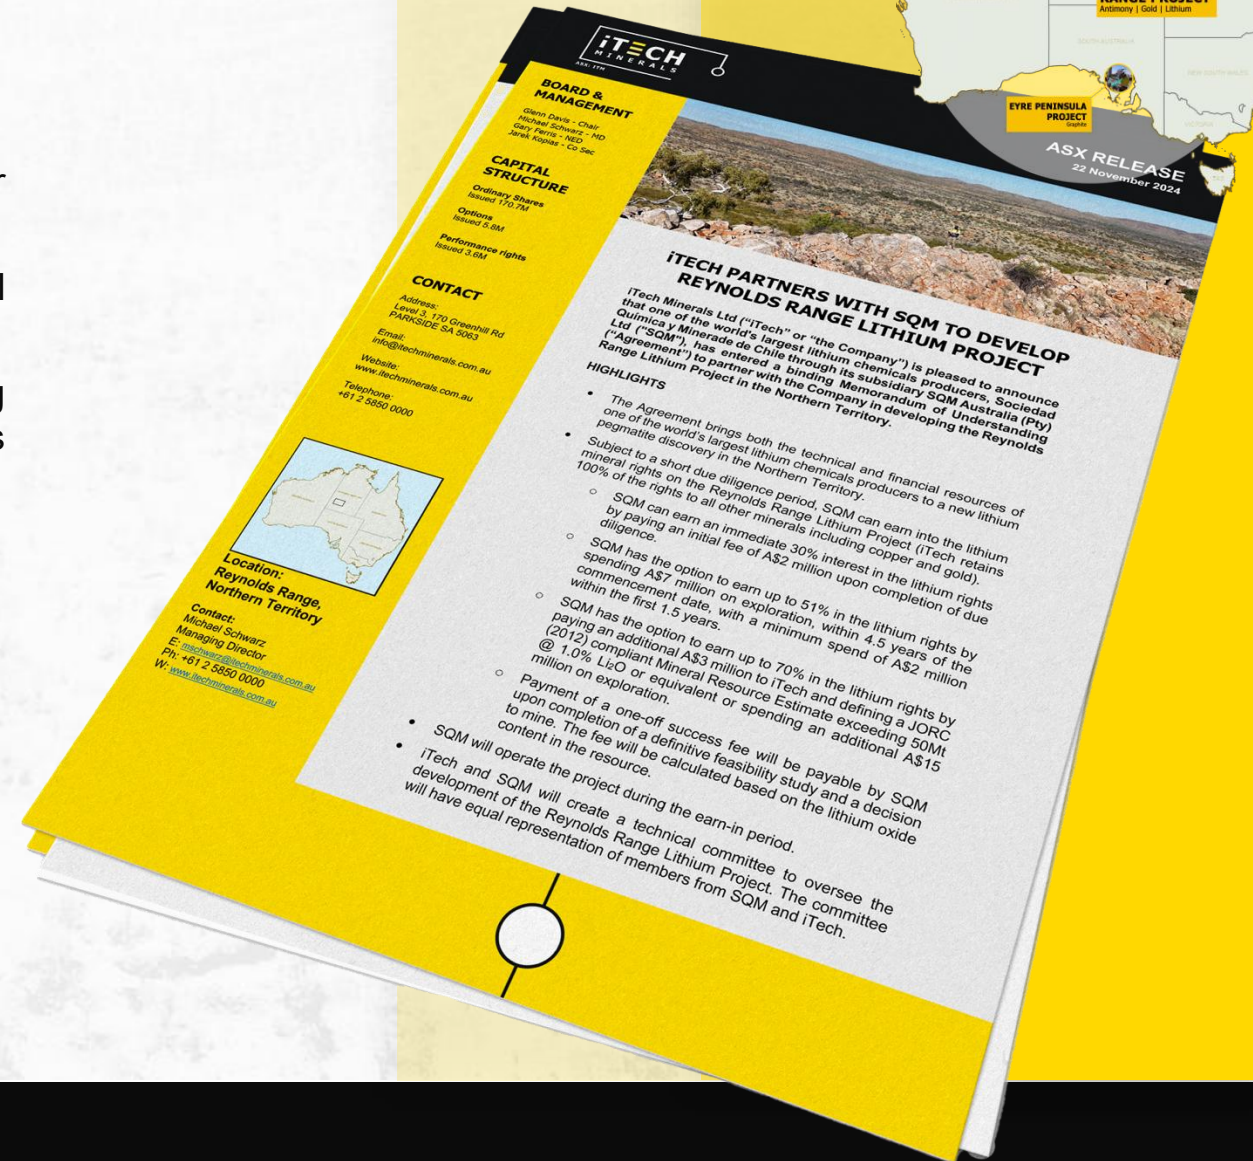 RANGE PROJECT
Antimony | Gold | Lithium
SOUTH AUSTRALIA
NEW SOUTH WALES
VICTORIA
EYRE PENINSULA
PROJECT
Graphite
iTECH
MINERALS
ASX: ITM
ASX RELEASE
22 November 2024
BOARD &
MANAGEMENT
Glenn Davis - Chair
Michael Schwarz - MD
Gary Ferris - NED
Jarek Kopias - Co Sec
CAPITAL
STRUCTURE
Ordinary Shares
Issued 170.7M
Options
Issued 5.8M
Performance rights
Issued 3.6M
CONTACT
Address:
Level 3, 170 Greenhill Rd
PARKSIDE SA 5063
Email:
info@itechminerals.com.au
Website:
www.itechminerals.com.au
Telephone:
+61 2 5850 0000
Location:
Reynolds Range,
Northern Territory
Contact:
Michael Schwarz
Managing Director
E: mschwarz@itechminerals.com.au
Ph: +61 2 5850 0000
W: www.itechminerals.com.au
iTECH PARTNERS WITH SQM TO DEVELOP
REYNOLDS RANGE LITHIUM PROJECT
iTech Minerals Ltd ("iTech" or "the Company") is pleased to announce
that one of the world's largest lithium chemicals producers, Sociedad
Química y Minerade de Chile through its subsidiary SQM Australia (Pty)
Ltd ("SQM"), has entered a binding Memorandum of Understanding
("Agreement") to partner with the Company in developing the Reynolds
Range Lithium Project in the Northern Territory.
HIGHLIGHTS
• The Agreement brings both the technical and financial resources of
one of the world's largest lithium chemicals producers to a new lithium
pegmatite discovery in the Northern Territory.
• Subject to a short due diligence period, SQM can earn into the lithium
mineral rights on the Reynolds Range Lithium Project (iTech retains
100% of the rights to all other minerals including copper and gold).
○ SQM can earn an immediate 30% interest in the lithium rights
by paying an initial fee of A$2 million upon completion of due
diligence.
○ SQM has the option to earn up to 51% in the lithium rights by
spending A$7 million on exploration, within 4.5 years of the
commencement date, with a minimum spend of A$2 million
within the first 1.5 years.
○ SQM has the option to earn up to 70% in the lithium rights by
paying an additional A$3 million to iTech and defining a JORC
(2012) compliant Mineral Resource Estimate exceeding 50Mt
@ 1.0% Li₂O or equivalent or spending an additional A$15
million on exploration.
○ Payment of a one-off success fee will be payable by SQM
upon completion of a definitive feasibility study and a decision
to mine. The fee will be calculated based on the lithium oxide
content in the resource.
• SQM will operate the project during the earn-in period.
• iTech and SQM will create a technical committee to oversee the
development of the Reynolds Range Lithium Project. The committee
will have equal representation of members from SQM and iTech.